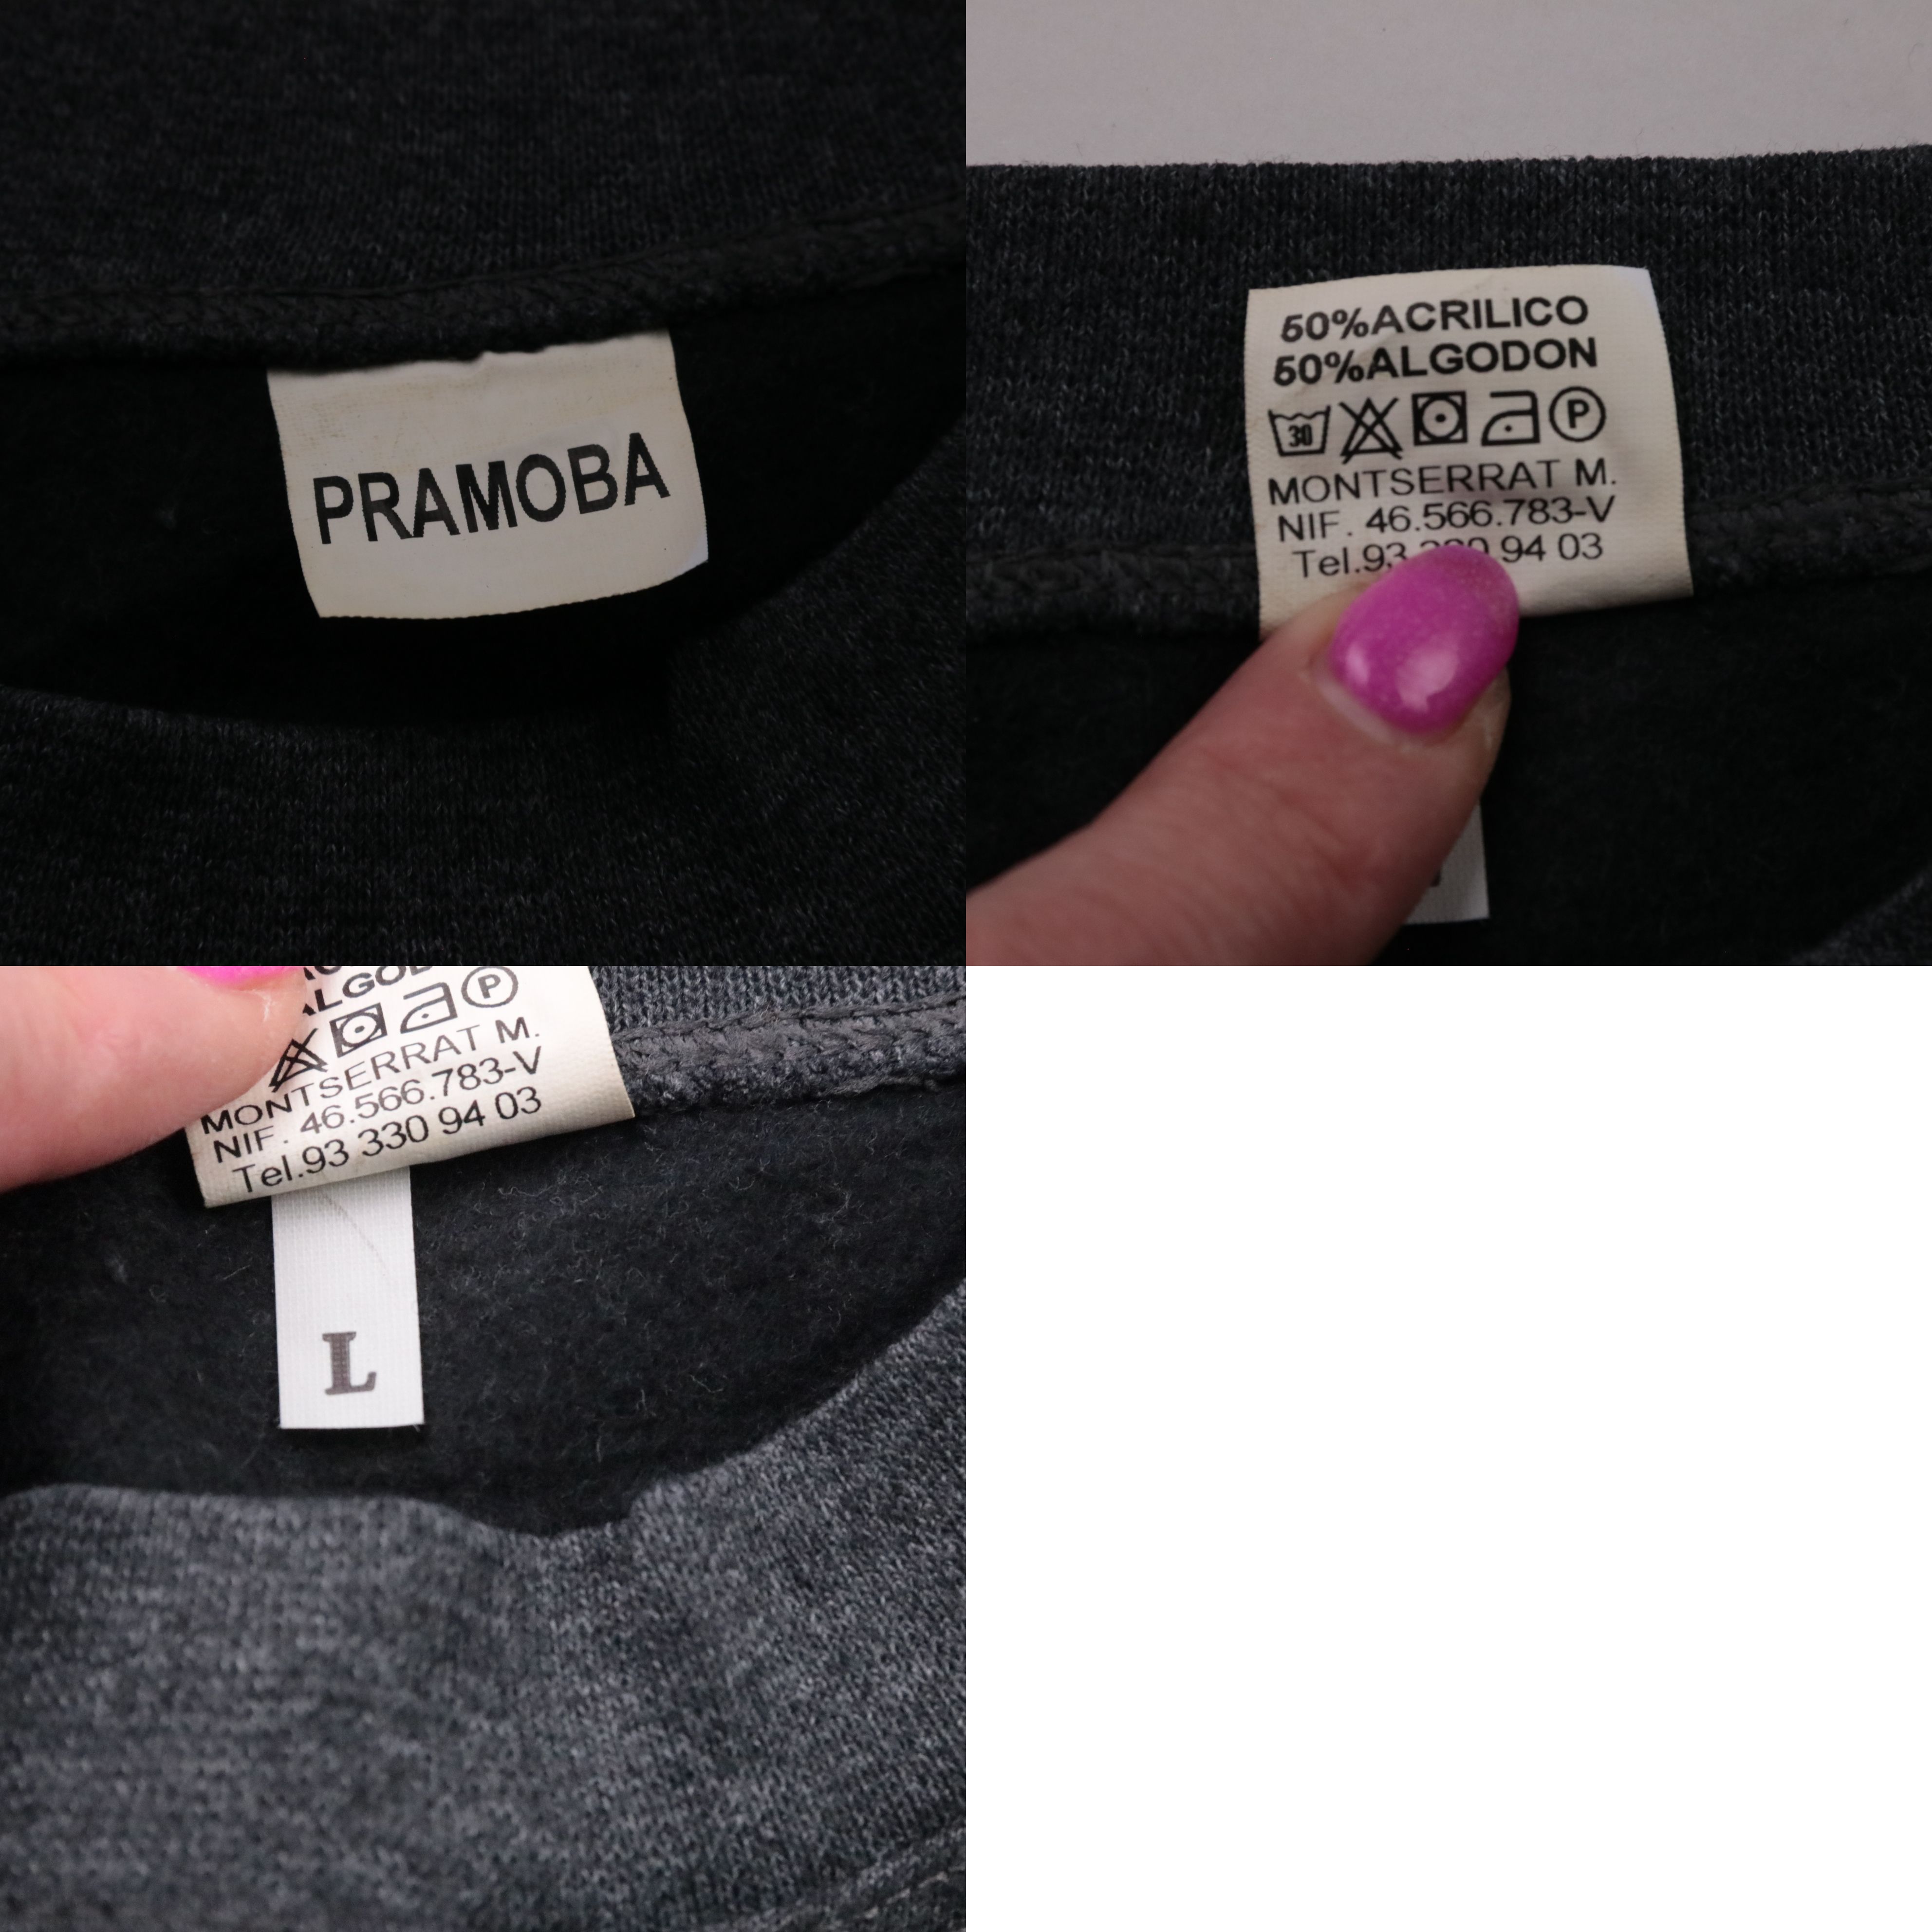 PRAMOBA
50%ACRILICO
50%ALGODON
30 P
MONTSERRAT M.
NIF. 46.566.783-V
Tel.93 94 03
P
MONTSERRAT M.
NIF. 46.566.783-V
Tel.93 330 94 03
L